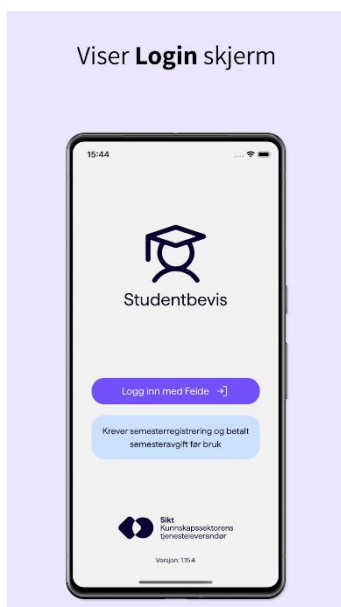 Viser Login skjerm
15:44
Studentbevis
Logg inn med Feide
Krever semesterregistrering og betalt
semesteravgift før bruk
Sikt
Kunnskapssektorens
tjenesteleverandør
Versjon: 1.15.4